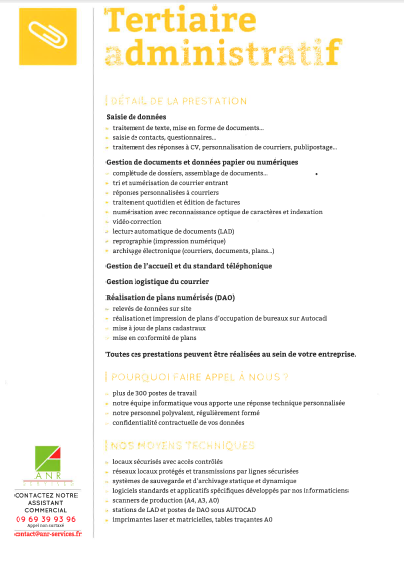 Tertiaire
administratif
DÉTAIL DE LA PRESTATION
Saisie de données
traitement de texte, mise en forme de documents...
saisie de contacts, questionnaires...
traitement des réponses à CV, personnalisation de courriers, publipostage...
Gestion de documents et données papier ou numériques
complétude de dossiers, assemblage de documents...
tri et numérisation de courrier entrant
réponses personnalisées à courriers
traitement quotidien et édition de factures
numérisation avec reconnaissance optique de caractères et indexation
vidéo-correction
lecture automatique de documents (LAD)
reprographie (impression numérique)
archivage électronique (courriers, documents, plans...)
Gestion de l'accueil et du standard téléphonique
Gestion logistique du courrier
Réalisation de plans numérisés (DAO)
relevés de données sur site
réalisation et impression de plans d'occupation de bureaux sur Autocad
mise à jour de plans cadastraux
mise en conformité de plans
Toutes ces prestations peuvent être réalisées au sein de votre entreprise.
POURQUOI FAIRE APPEL À NOUS ?
plus de 300 postes de travail
notre équipe informatique vous apporte une réponse technique personnalisée
notre personnel polyvalent, régulièrement formé
confidentialité contractuelle de vos données
NOS MOYENS TECHNIQUES
locaux sécurisés avec accès contrôlés
réseaux locaux protégés et transmissions par lignes sécurisées
systèmes de sauvegarde et d'archivage statique et dynamique
logiciels standards et applicatifs spécifiques développés par nos informaticiens
scanners de production (A4, A3, A0)
stations de LAD et postes de DAO sous AUTOCAD
imprimantes laser et matricielles, tables traçantes A0
ANR
SERVICES
CONTACTEZ NOTRE
ASSISTANT
COMMERCIAL
09 69 39 93 96
Appel non surtaxé
contact@anr-services.fr